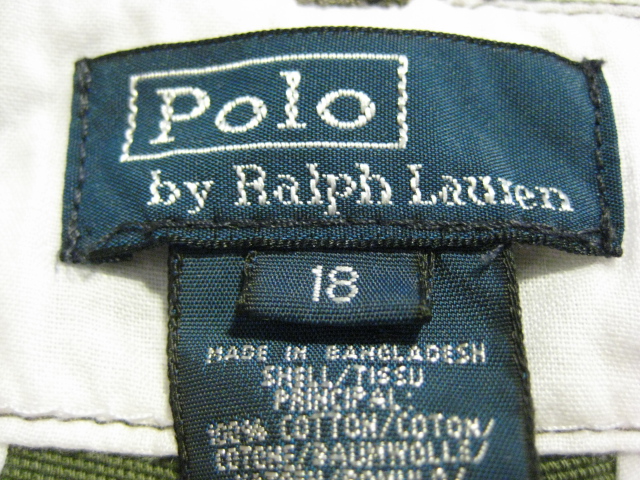 Polo
by Ralph Lauren
18
MADE IN BANGLADESH
SHELL/TISSU
PRINCIPAL:
100% COTTON/COTON/
COTONE/BAUMWOLLE/